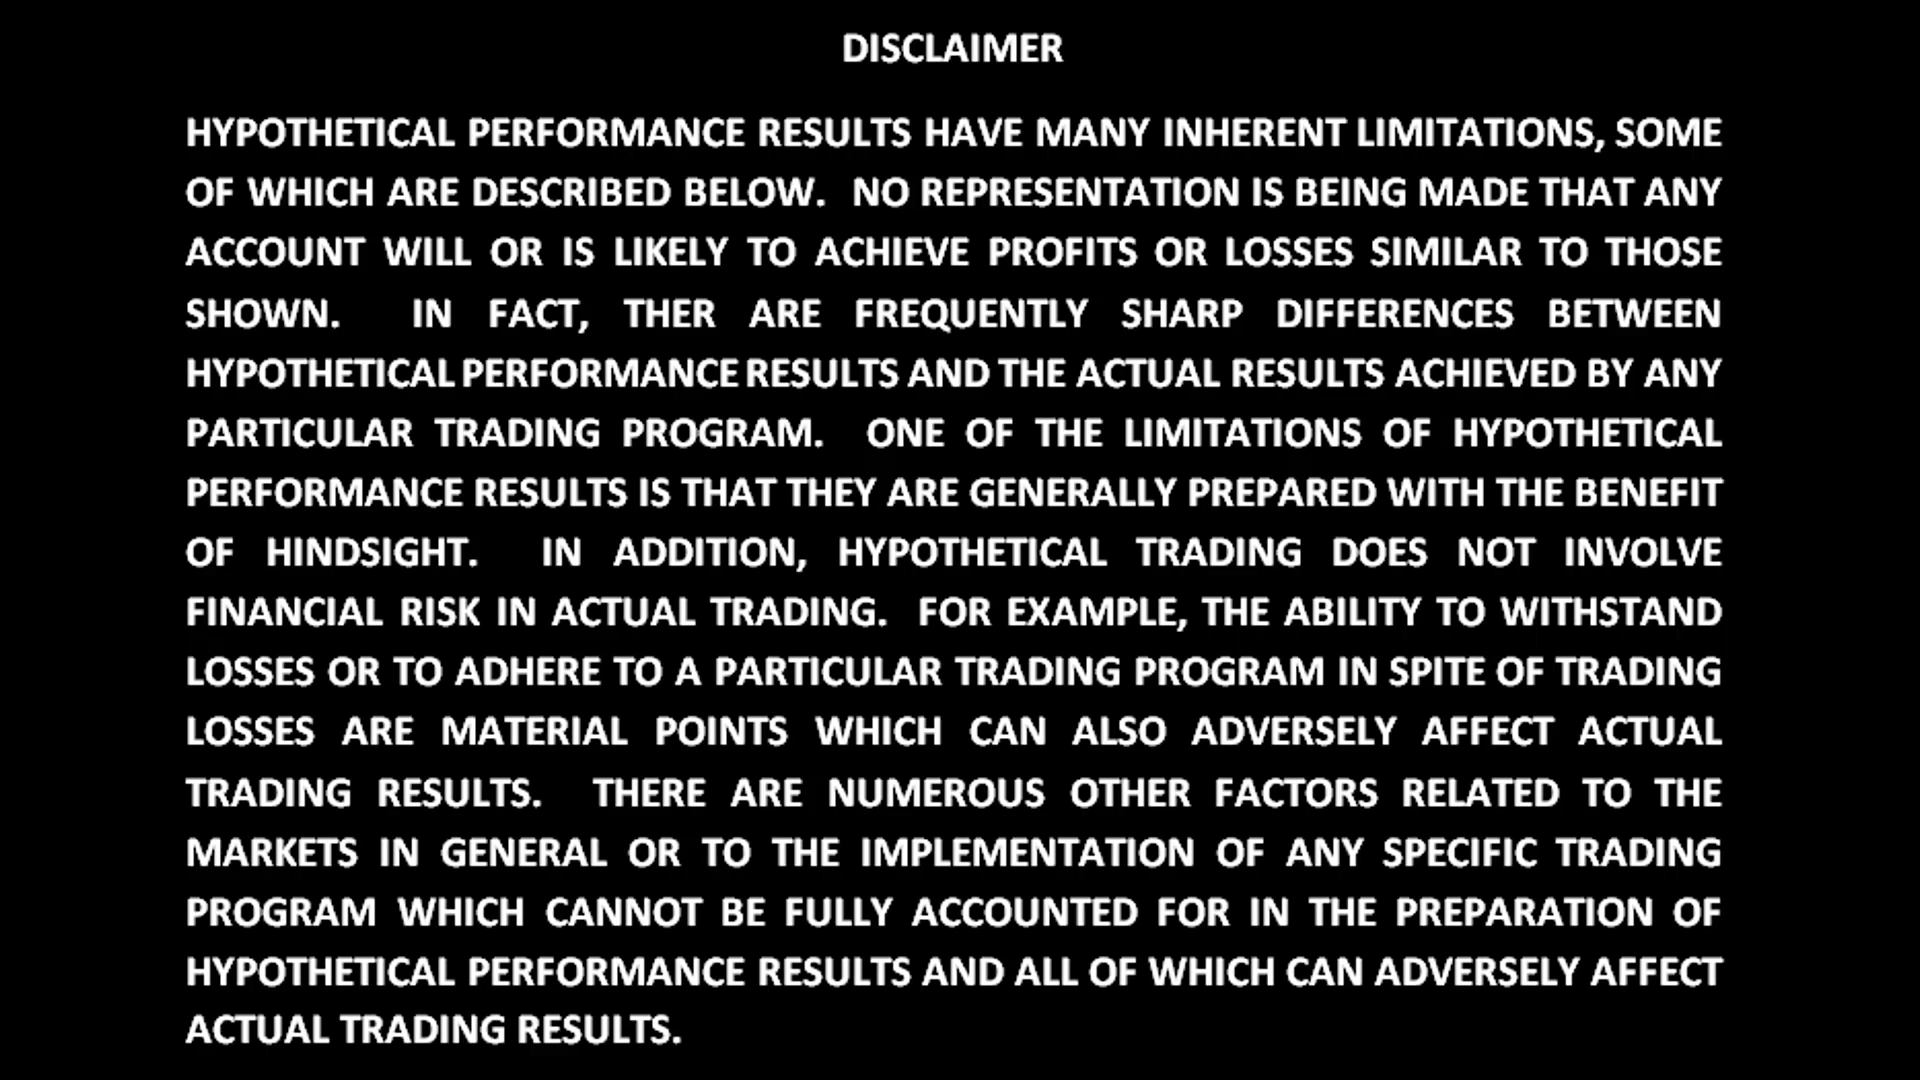 DISCLAIMER
HYPOTHETICAL PERFORMANCE RESULTS HAVE MANY INHERENT LIMITATIONS, SOME
OF WHICH ARE DESCRIBED BELOW.  NO REPRESENTATION IS BEING MADE THAT ANY
ACCOUNT WILL OR IS LIKELY TO ACHIEVE PROFITS OR LOSSES SIMILAR TO THOSE
SHOWN.  IN FACT, THER ARE FREQUENTLY SHARP DIFFERENCES BETWEEN
HYPOTHETICAL PERFORMANCE RESULTS AND THE ACTUAL RESULTS ACHIEVED BY ANY
PARTICULAR TRADING PROGRAM.  ONE OF THE LIMITATIONS OF HYPOTHETICAL
PERFORMANCE RESULTS IS THAT THEY ARE GENERALLY PREPARED WITH THE BENEFIT
OF HINDSIGHT.  IN ADDITION, HYPOTHETICAL TRADING DOES NOT INVOLVE
FINANCIAL RISK IN ACTUAL TRADING.  FOR EXAMPLE, THE ABILITY TO WITHSTAND
LOSSES OR TO ADHERE TO A PARTICULAR TRADING PROGRAM IN SPITE OF TRADING
LOSSES ARE MATERIAL POINTS WHICH CAN ALSO ADVERSELY AFFECT ACTUAL
TRADING RESULTS.  THERE ARE NUMEROUS OTHER FACTORS RELATED TO THE
MARKETS IN GENERAL OR TO THE IMPLEMENTATION OF ANY SPECIFIC TRADING
PROGRAM WHICH CANNOT BE FULLY ACCOUNTED FOR IN THE PREPARATION OF
HYPOTHETICAL PERFORMANCE RESULTS AND ALL OF WHICH CAN ADVERSELY AFFECT
ACTUAL TRADING RESULTS.